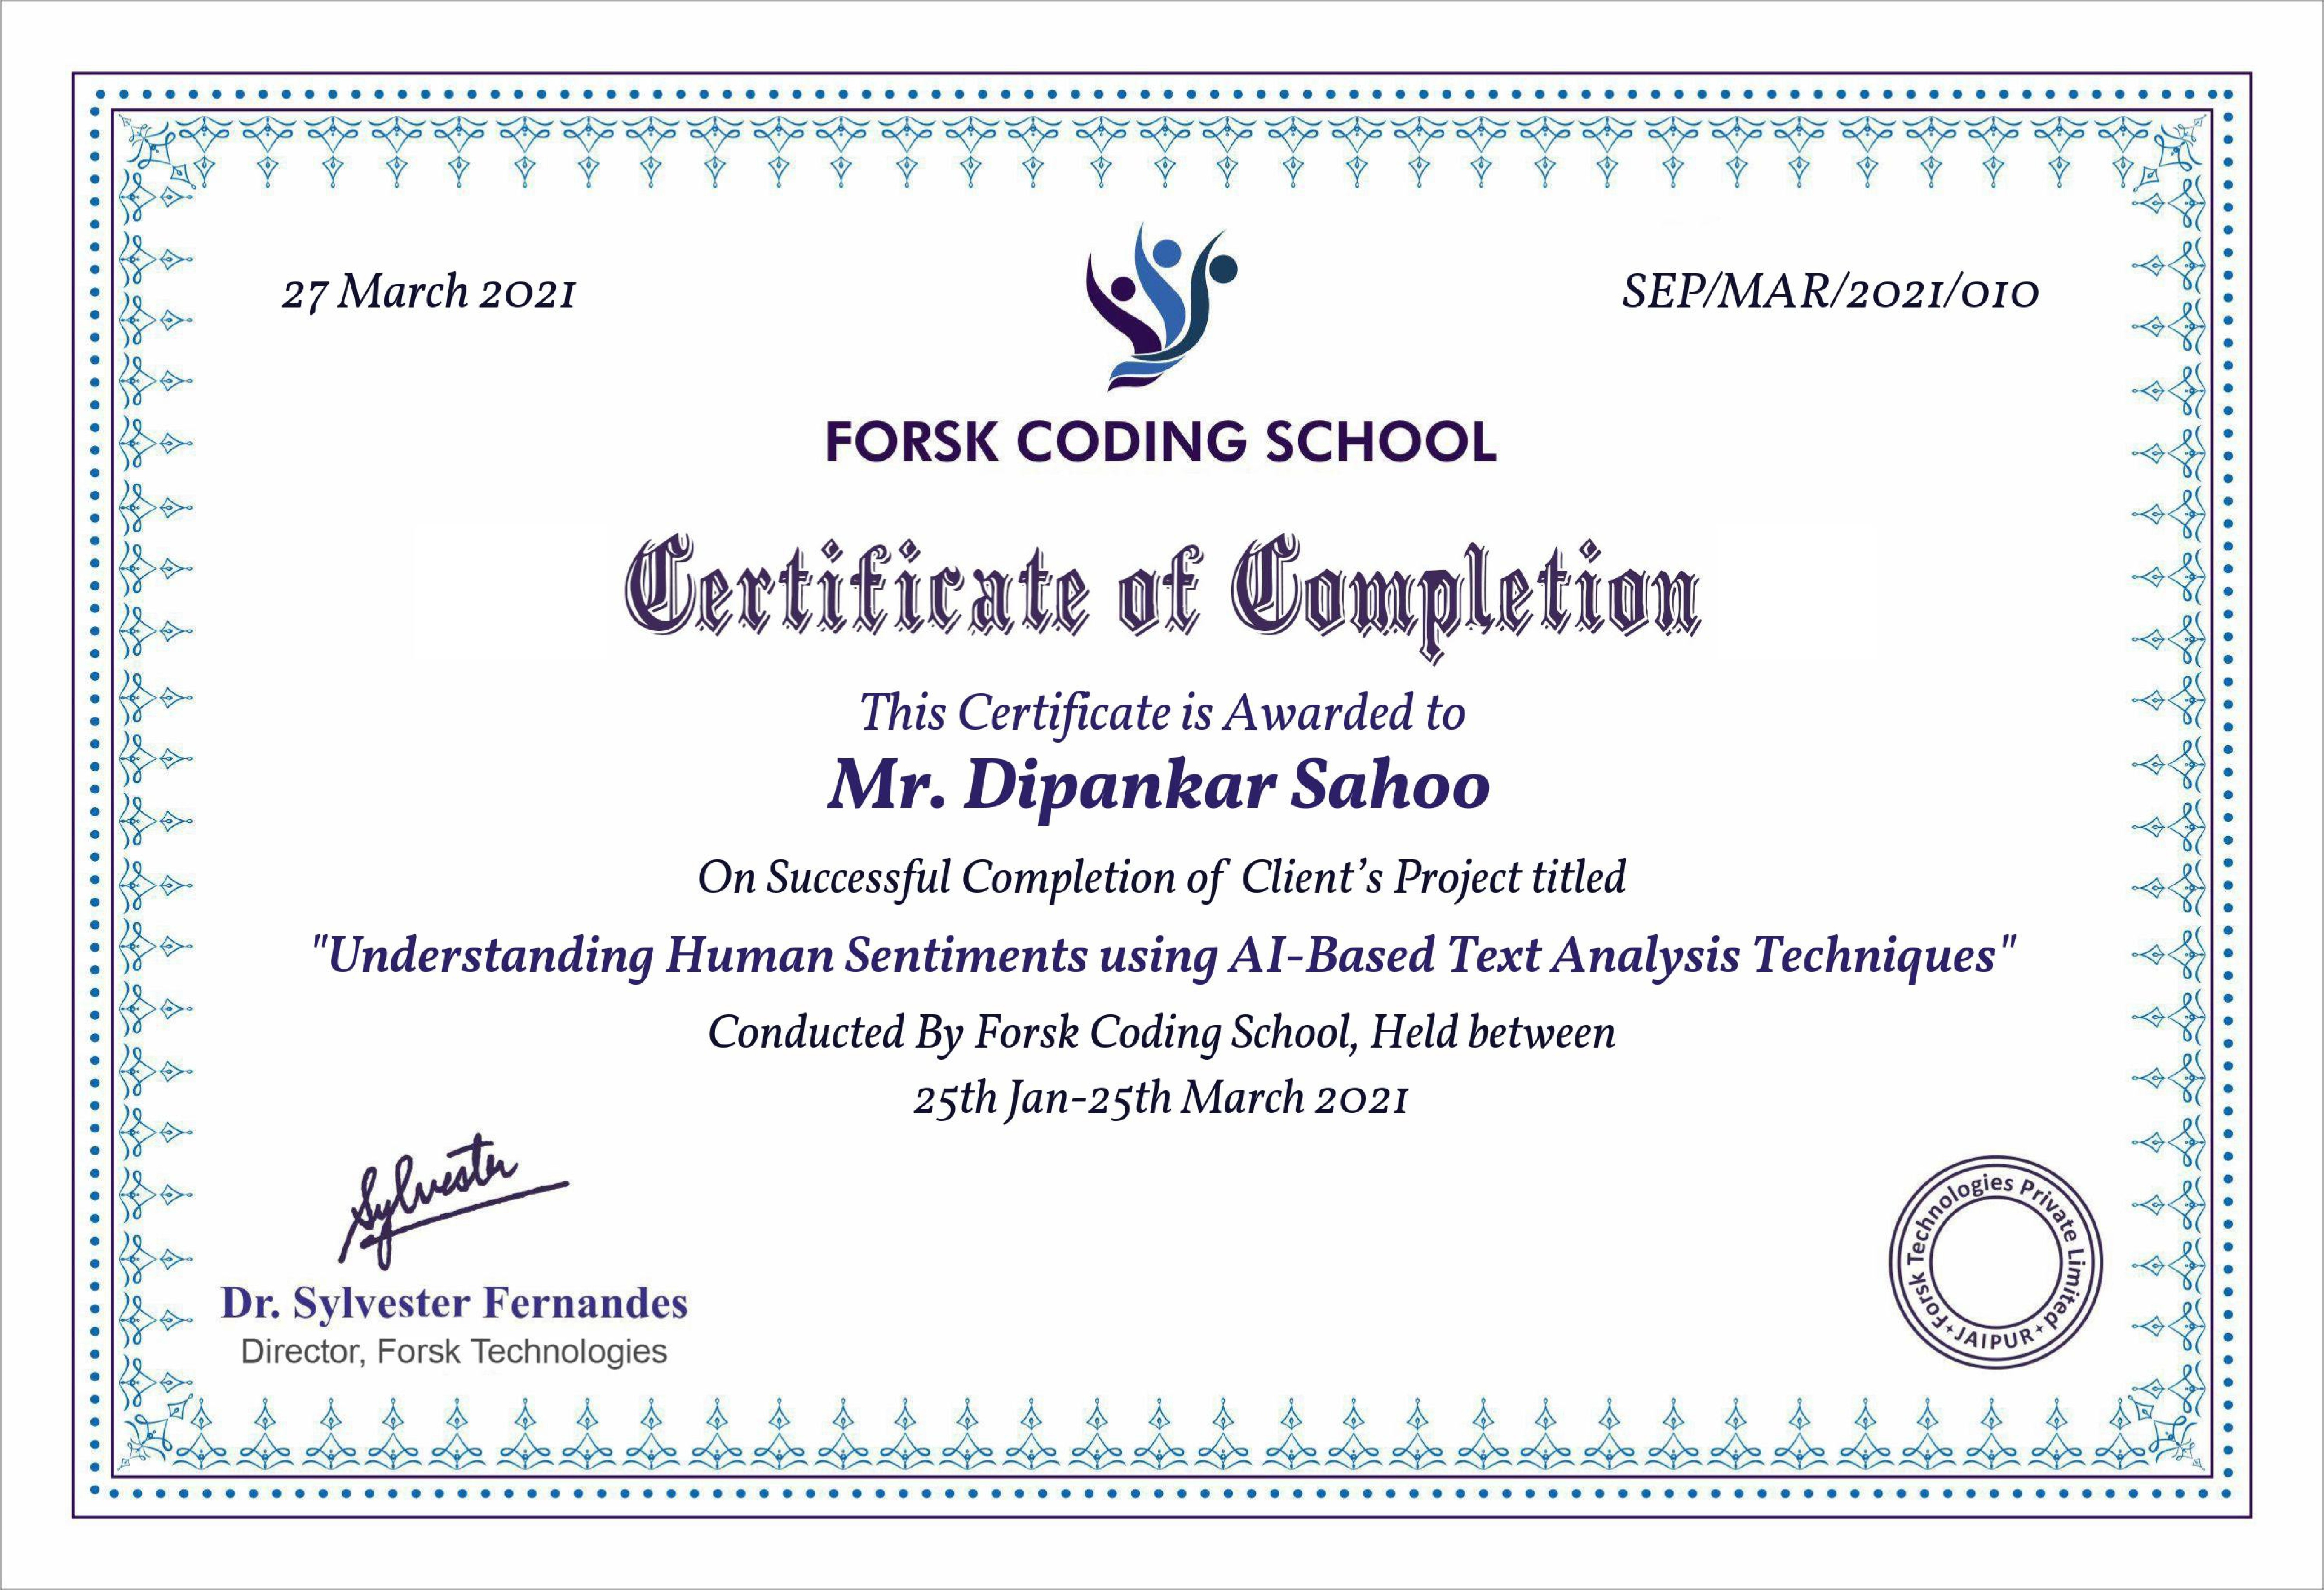 27 March 2021
SEP/MAR/2021/010
FORSK CODING SCHOOL
Certificate of Completion
This Certificate is Awarded to
Mr. Dipankar Sahoo
On Successful Completion of Client's Project titled
"Understanding Human Sentiments using AI-Based Text Analysis Techniques"
Conducted By Forsk Coding School, Held between
25th Jan-25th March 2021
Sylvester
Dr. Sylvester Fernandes
Director, Forsk Technologies
Forsk Technologies Private Limited
JAIPUR